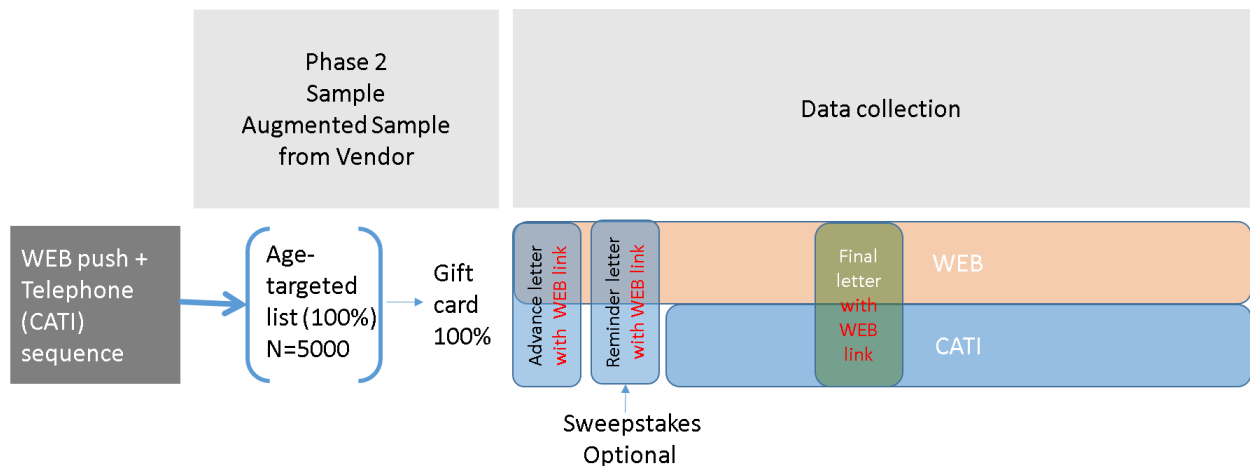 Phase 2
Sample
Augmented Sample
from Vendor
Data collection
WEB push +
Telephone
(CATI)
sequence
Age-
targeted
list (100%)
N=5000
Gift
card
100%
Advance letter
with WEB link
Reminder letter
with WEB link
Final
letter
with
WEB
link
WEB
CATI
Sweepstakes
Optional